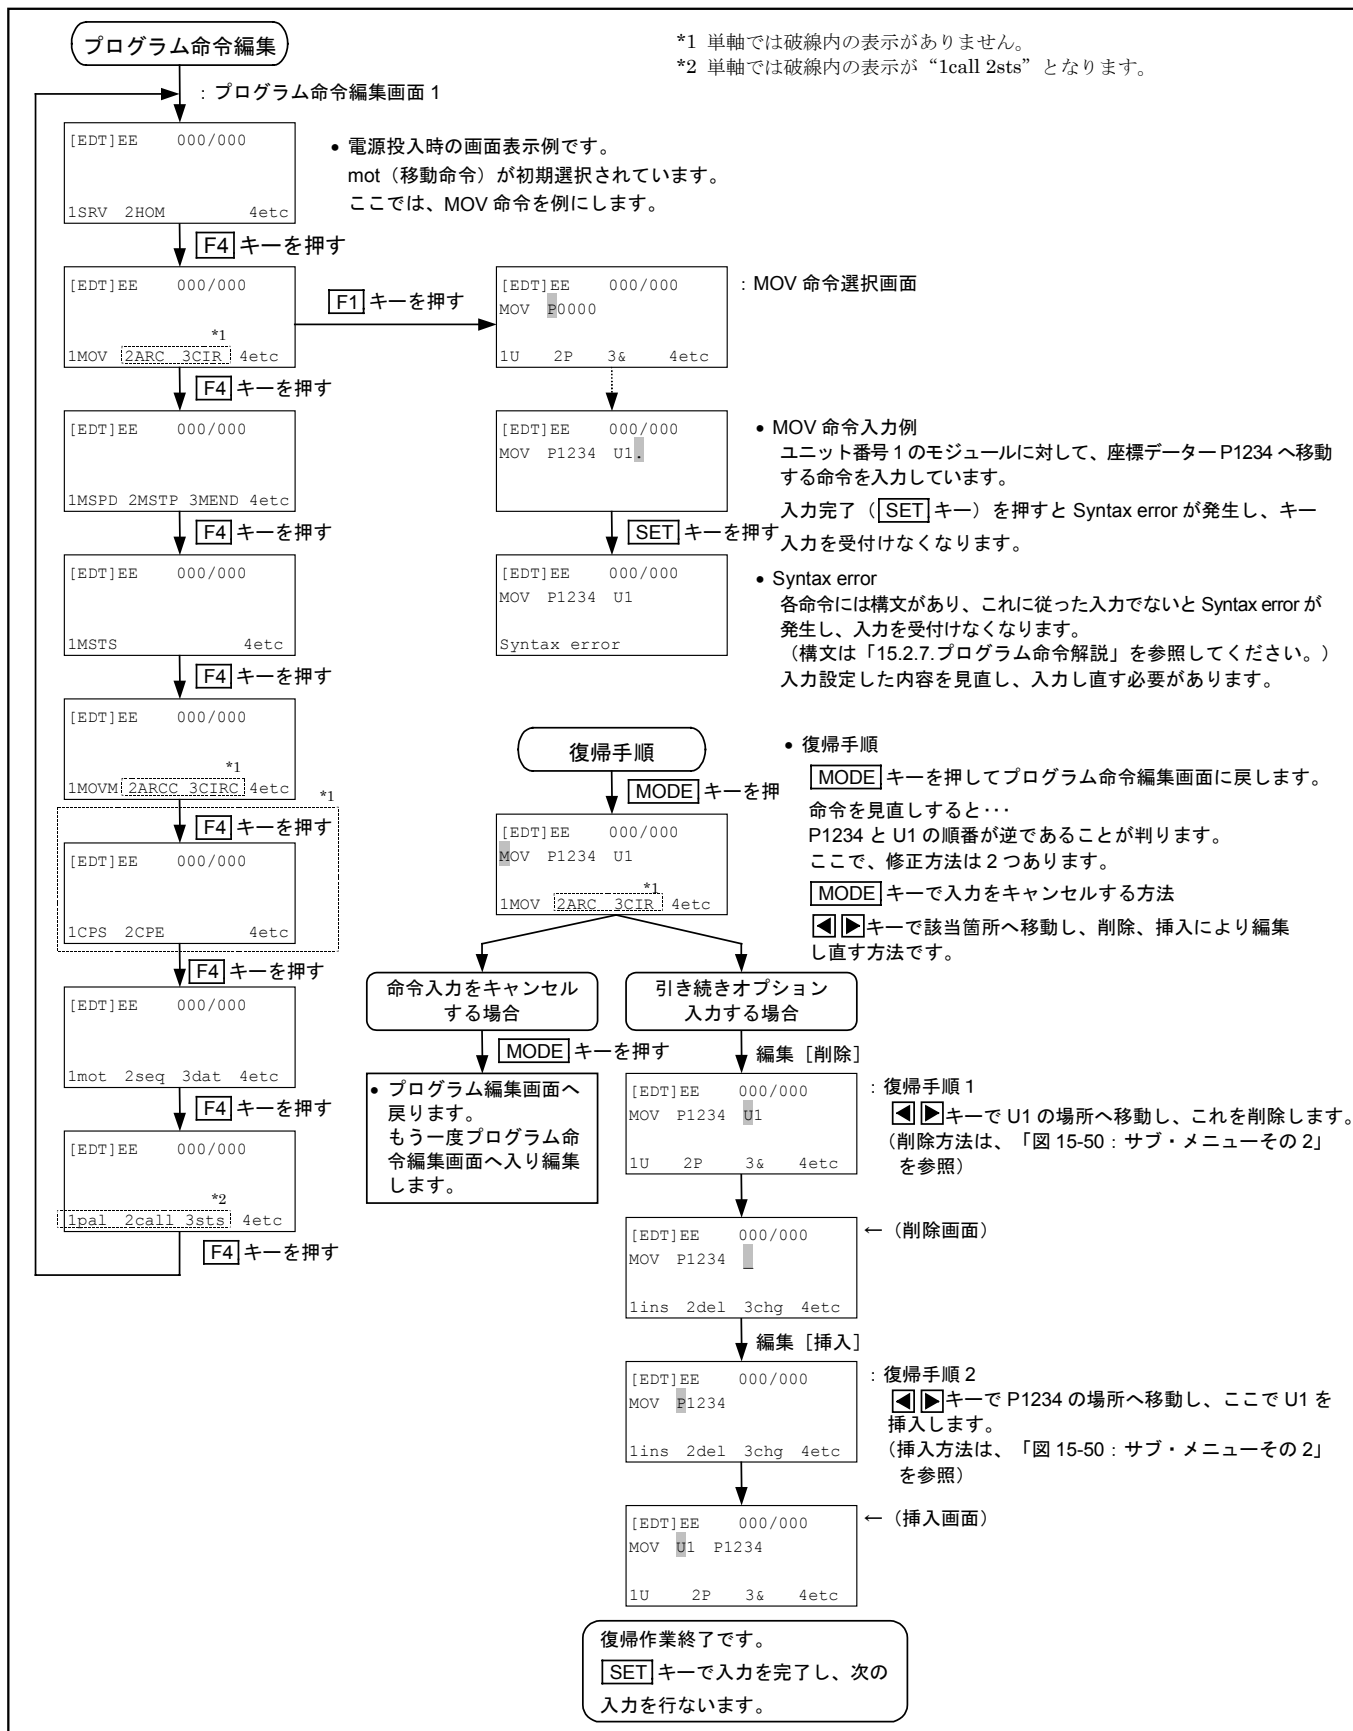 プログラム命令編集
*1 単軸では破線内の表示がありません。
*2 単軸では破線内の表示が“1call 2sts”となります。
：プログラム命令編集画面 1
[EDT]EE 000/000
1SRV 2HOM 4etc
• 電源投入時の画面表示例です。
mot（移動命令）が初期選択されています。
ここでは、MOV 命令を例にします。
F4 キーを押す
[EDT]EE 000/000
*1
1MOV 2ARC 3CIR 4etc
F1 キーを押す
[EDT]EE 000/000
MOV P0000
1U 2P 3& 4etc
：MOV 命令選択画面
F4 キーを押す
[EDT]EE 000/000
1MSPD 2MSTP 3MEND 4etc
[EDT]EE 000/000
MOV P1234 U1.
• MOV 命令入力例
ユニット番号 1 のモジュールに対して、座標データー P1234 へ移動
する命令を入力しています。
入力完了（SET キー）を押すと Syntax error が発生し、キー
入力を受付けなくなります。
F4 キーを押す
SET キーを押す
[EDT]EE 000/000
1MSTS 4etc
[EDT]EE 000/000
MOV P1234 U1
Syntax error
• Syntax error
各命令には構文があり、これに従った入力でないと Syntax error が
発生し、入力を受付けなくなります。
（構文は「15.2.7.プログラム命令解説」を参照してください。）
入力設定した内容を見直し、入力し直す必要があります。
F4 キーを押す
[EDT]EE 000/000
*1
1MOVM 2ARCC 3CIRC 4etc
*1
F4 キーを押す
[EDT]EE 000/000
1CPS 2CPE 4etc
F4 キーを押す
[EDT]EE 000/000
1mot 2seq 3dat 4etc
F4 キーを押す
[EDT]EE 000/000
*2
1pal 2call 3sts 4etc
F4 キーを押す
復帰手順
MODE キーを押
[EDT]EE 000/000
MOV P1234 U1
*1
1MOV 2ARC 3CIR 4etc
• 復帰手順
MODE キーを押してプログラム命令編集画面に戻します。
命令を見直しすると･･･
P1234 と U1 の順番が逆であることが判ります。
ここで、修正方法は 2 つあります。
MODE キーで入力をキャンセルする方法
◀ ▶ キーで該当箇所へ移動し、削除、挿入により編集
し直す方法です。
命令入力をキャンセル
する場合
MODE キーを押す
• プログラム編集画面へ
戻ります。
もう一度プログラム命
令編集画面へ入り編集
します。
引き続きオプション
入力する場合
編集［削除］
[EDT]EE 000/000
MOV P1234 U1
1U 2P 3& 4etc
：復帰手順 1
◀ ▶ キーで U1 の場所へ移動し、これを削除します。
（削除方法は、「図 15-50：サブ・メニューその 2」
を参照）
[EDT]EE 000/000
MOV P1234 _
1ins 2del 3chg 4etc
←（削除画面）
編集［挿入］
[EDT]EE 000/000
MOV P1234
1ins 2del 3chg 4etc
：復帰手順 2
◀ ▶ キーで P1234 の場所へ移動し、ここで U1 を
挿入します。
（挿入方法は、「図 15-50：サブ・メニューその 2」
を参照）
[EDT]EE 000/000
MOV U1 P1234
1U 2P 3& 4etc
←（挿入画面）
復帰作業終了です。
SET キーで入力を完了し、次の
入力を行ないます。